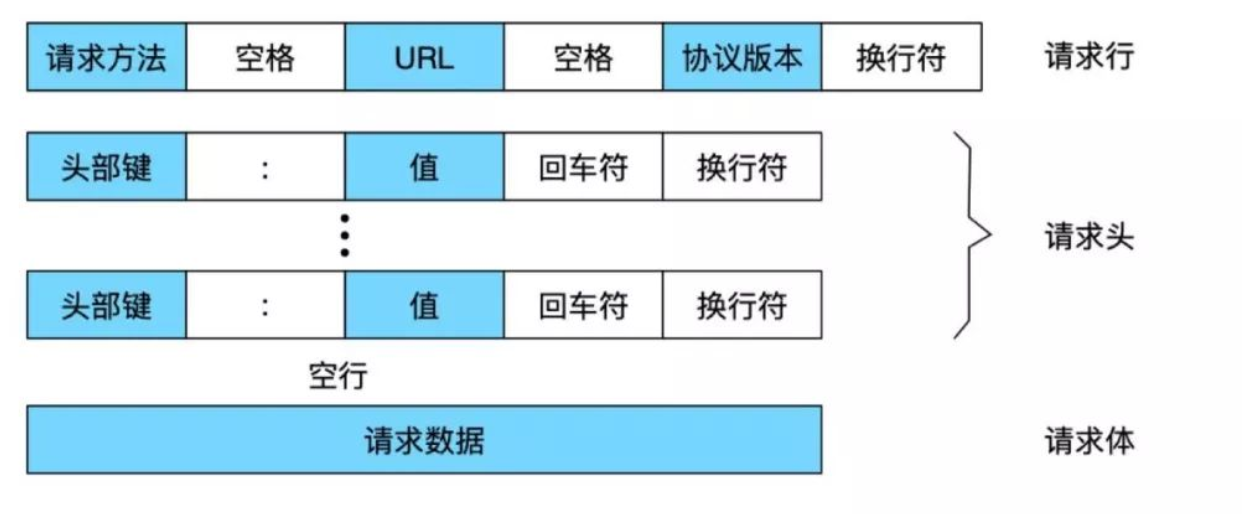 请求方法 空格 URL 空格 协议版本 换行符 请求行
头部键 : 值 回车符 换行符
请求头
头部键 : 值 回车符 换行符
空行
请求数据 请求体